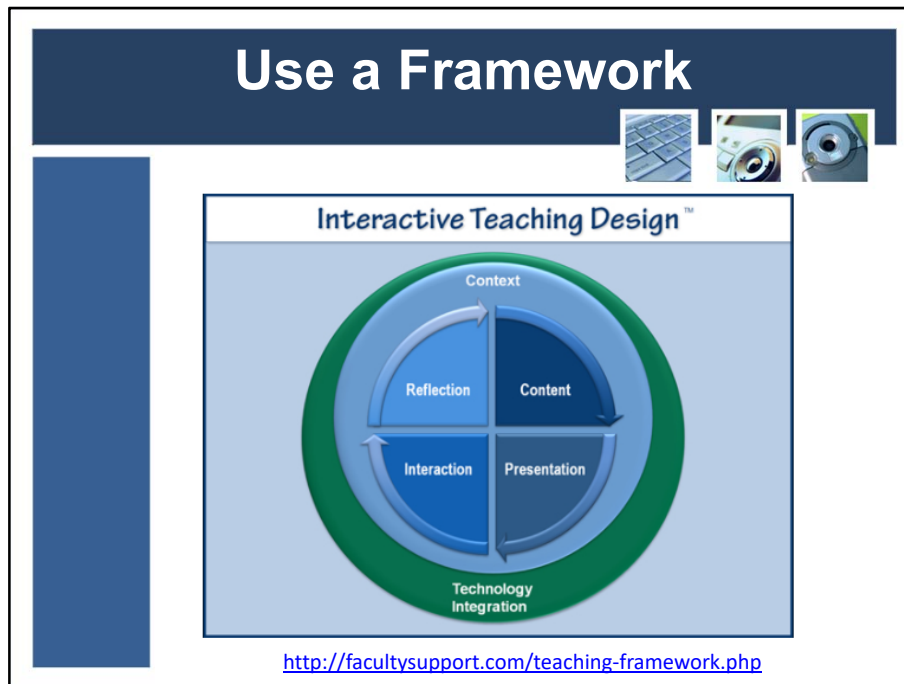 Use a Framework
Interactive Teaching Design™
Context
Reflection
Content
Interaction
Presentation
Technology
Integration
http://facultysupport.com/teaching-framework.php